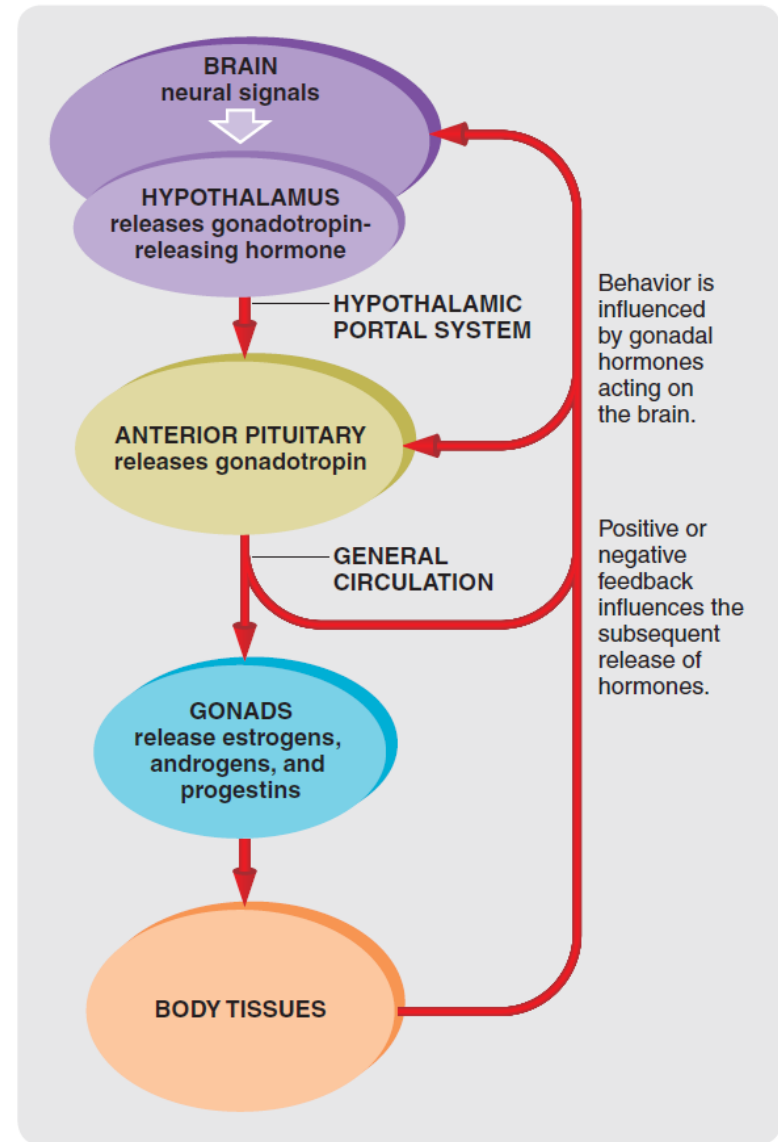 BRAIN
neural signals
HYPOTHALAMUS
releases gonadotropin-
releasing hormone
HYPOTHALAMIC
PORTAL SYSTEM
Behavior is
influenced
by gonadal
hormones
acting on
the brain.
ANTERIOR PITUITARY
releases gonadotropin
GENERAL
CIRCULATION
Positive or
negative
feedback
influences the
subsequent
release of
hormones.
GONADS
release estrogens,
androgens, and
progestins
BODY TISSUES